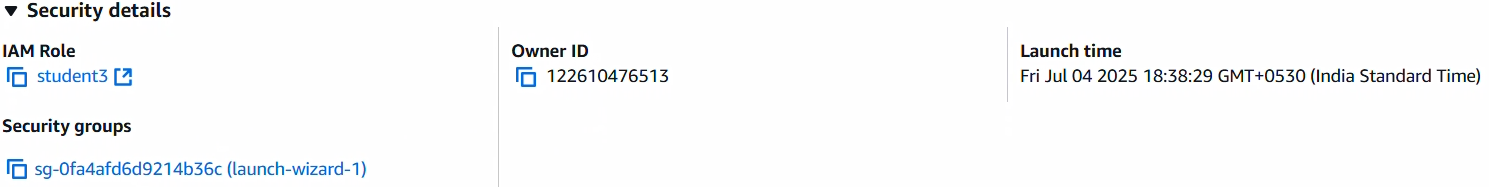 Security details
IAM Role
student3
Owner ID
122610476513
Launch time
Fri Jul 04 2025 18:38:29 GMT+0530 (India Standard Time)
Security groups
sg-0fa4afd6d9214b36c (launch-wizard-1)